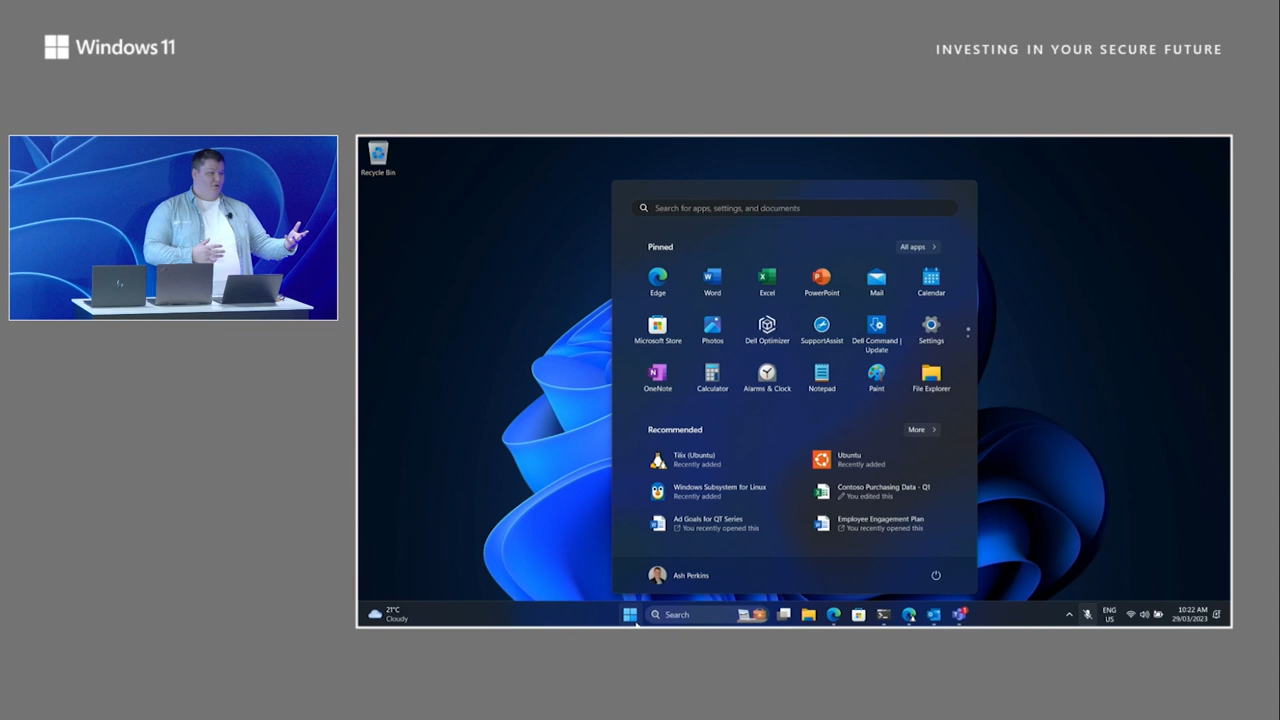 Windows 11
INVESTING IN YOUR SECURE FUTURE
Recycle Bin
Search for apps, settings, and documents
Pinned
All apps
Edge
Word
Excel
PowerPoint
Mail
Calendar
Microsoft Store
Photos
Dell Optimizer
SupportAssist
Dell Command |
Update
Settings
OneNote
Calculator
Alarms & Clock
Notepad
Paint
File Explorer
Recommended
More
Tilix (Ubuntu)
Recently added
Ubuntu
Recently added
Windows Subsystem for Linux
Recently added
Contoso Purchasing Data - Q1
You edited this
Ad Goals for QT Series
You recently opened this
Employee Engagement Plan
You recently opened this
Ash Perkins
21°C
Cloudy
Search
ENG
US
10:22 AM
29/03/2023